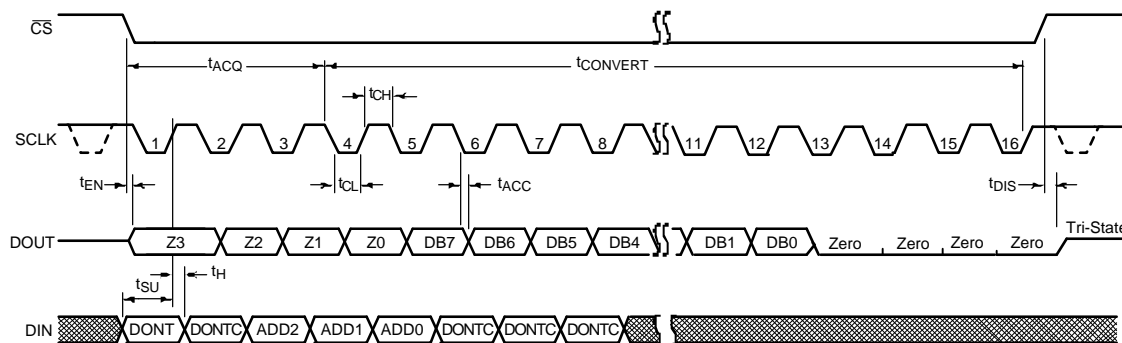 CS
tACQ
tCONVERT
tCH
SCLK
1 2 3 4 5 6 7 8 11 12 13 14 15 16
tEN
tCL
tACC
tDIS
Tri-State
DOUT
Z3 Z2 Z1 Z0 DB7 DB6 DB5 DB4 DB1 DB0 Zero Zero Zero Zero
tSU
tH
DIN
DONT DONTC ADD2 ADD1 ADD0 DONTC DONTC DONTC